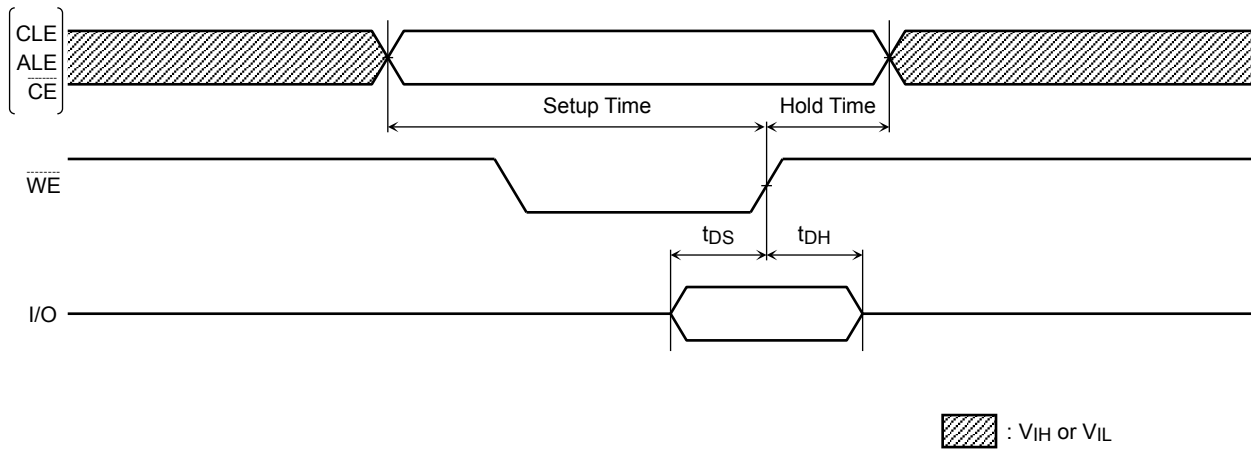 CLE
ALE
CE
Setup Time
Hold Time
WE
tDS
tDH
I/O
: VIH or VIL